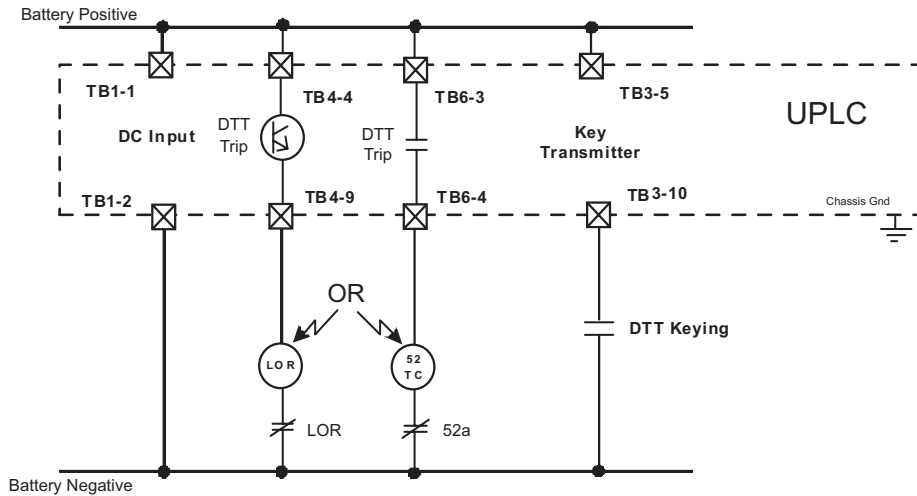 Battery Positive
TB1-1
TB4-4
TB6-3
TB3-5
UPLC
DC Input
DTT
Trip
DTT
Trip
Key
Transmitter
TB1-2
TB4-9
TB6-4
TB3-10
Chassis Gnd
OR
DTT Keying
LOR
52
TC
LOR
52a
Battery Negative